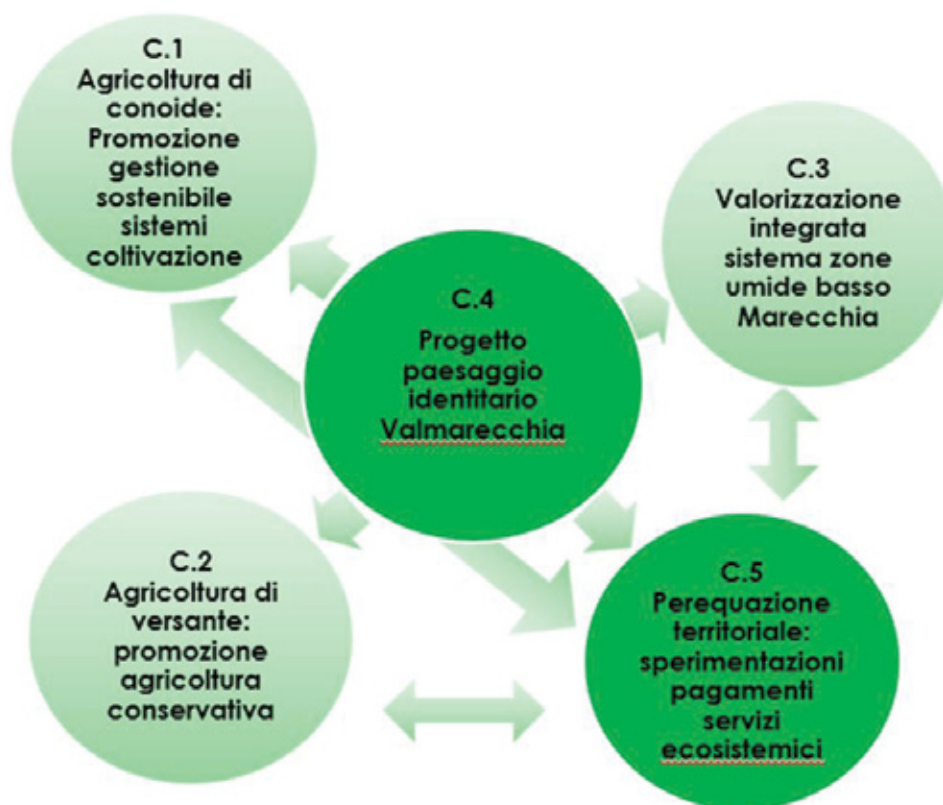 C.1
Agricoltura di
conoide:
Promozione
gestione
sostenibile
sistemi
coltivazione
C.3
Valorizzazione
integrata
sistema zone
umide basso
Marecchia
C.4
Progetto
paesaggio
identitario
Valmarecchia
C.2
Agricoltura di
versante:
promozione
agricoltura
conservativa
C.5
Perequazione
territoriale:
sperimentazioni
pagamenti
servizi
ecosistemici